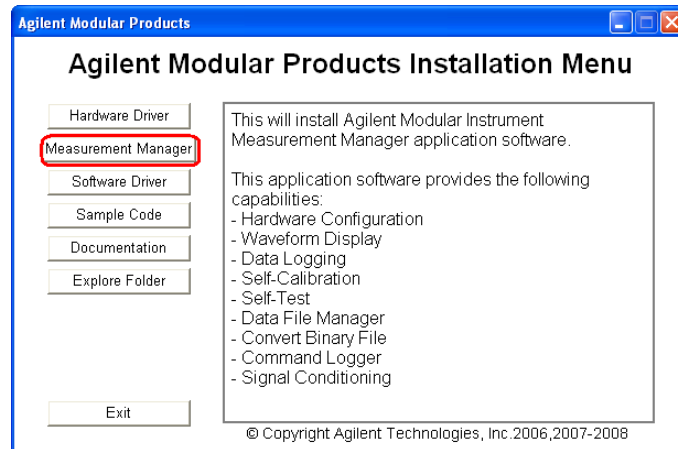 Agilent Modular Products
Agilent Modular Products Installation Menu
Hardware Driver
Measurement Manager
Software Driver
Sample Code
Documentation
Explore Folder
Exit
This will install Agilent Modular Instrument
Measurement Manager application software.
This application software provides the following
capabilities:
- Hardware Configuration
- Waveform Display
- Data Logging
- Self-Calibration
- Self-Test
- Data File Manager
- Convert Binary File
- Command Logger
- Signal Conditioning
© Copyright Agilent Technologies, Inc.2006,2007-2008